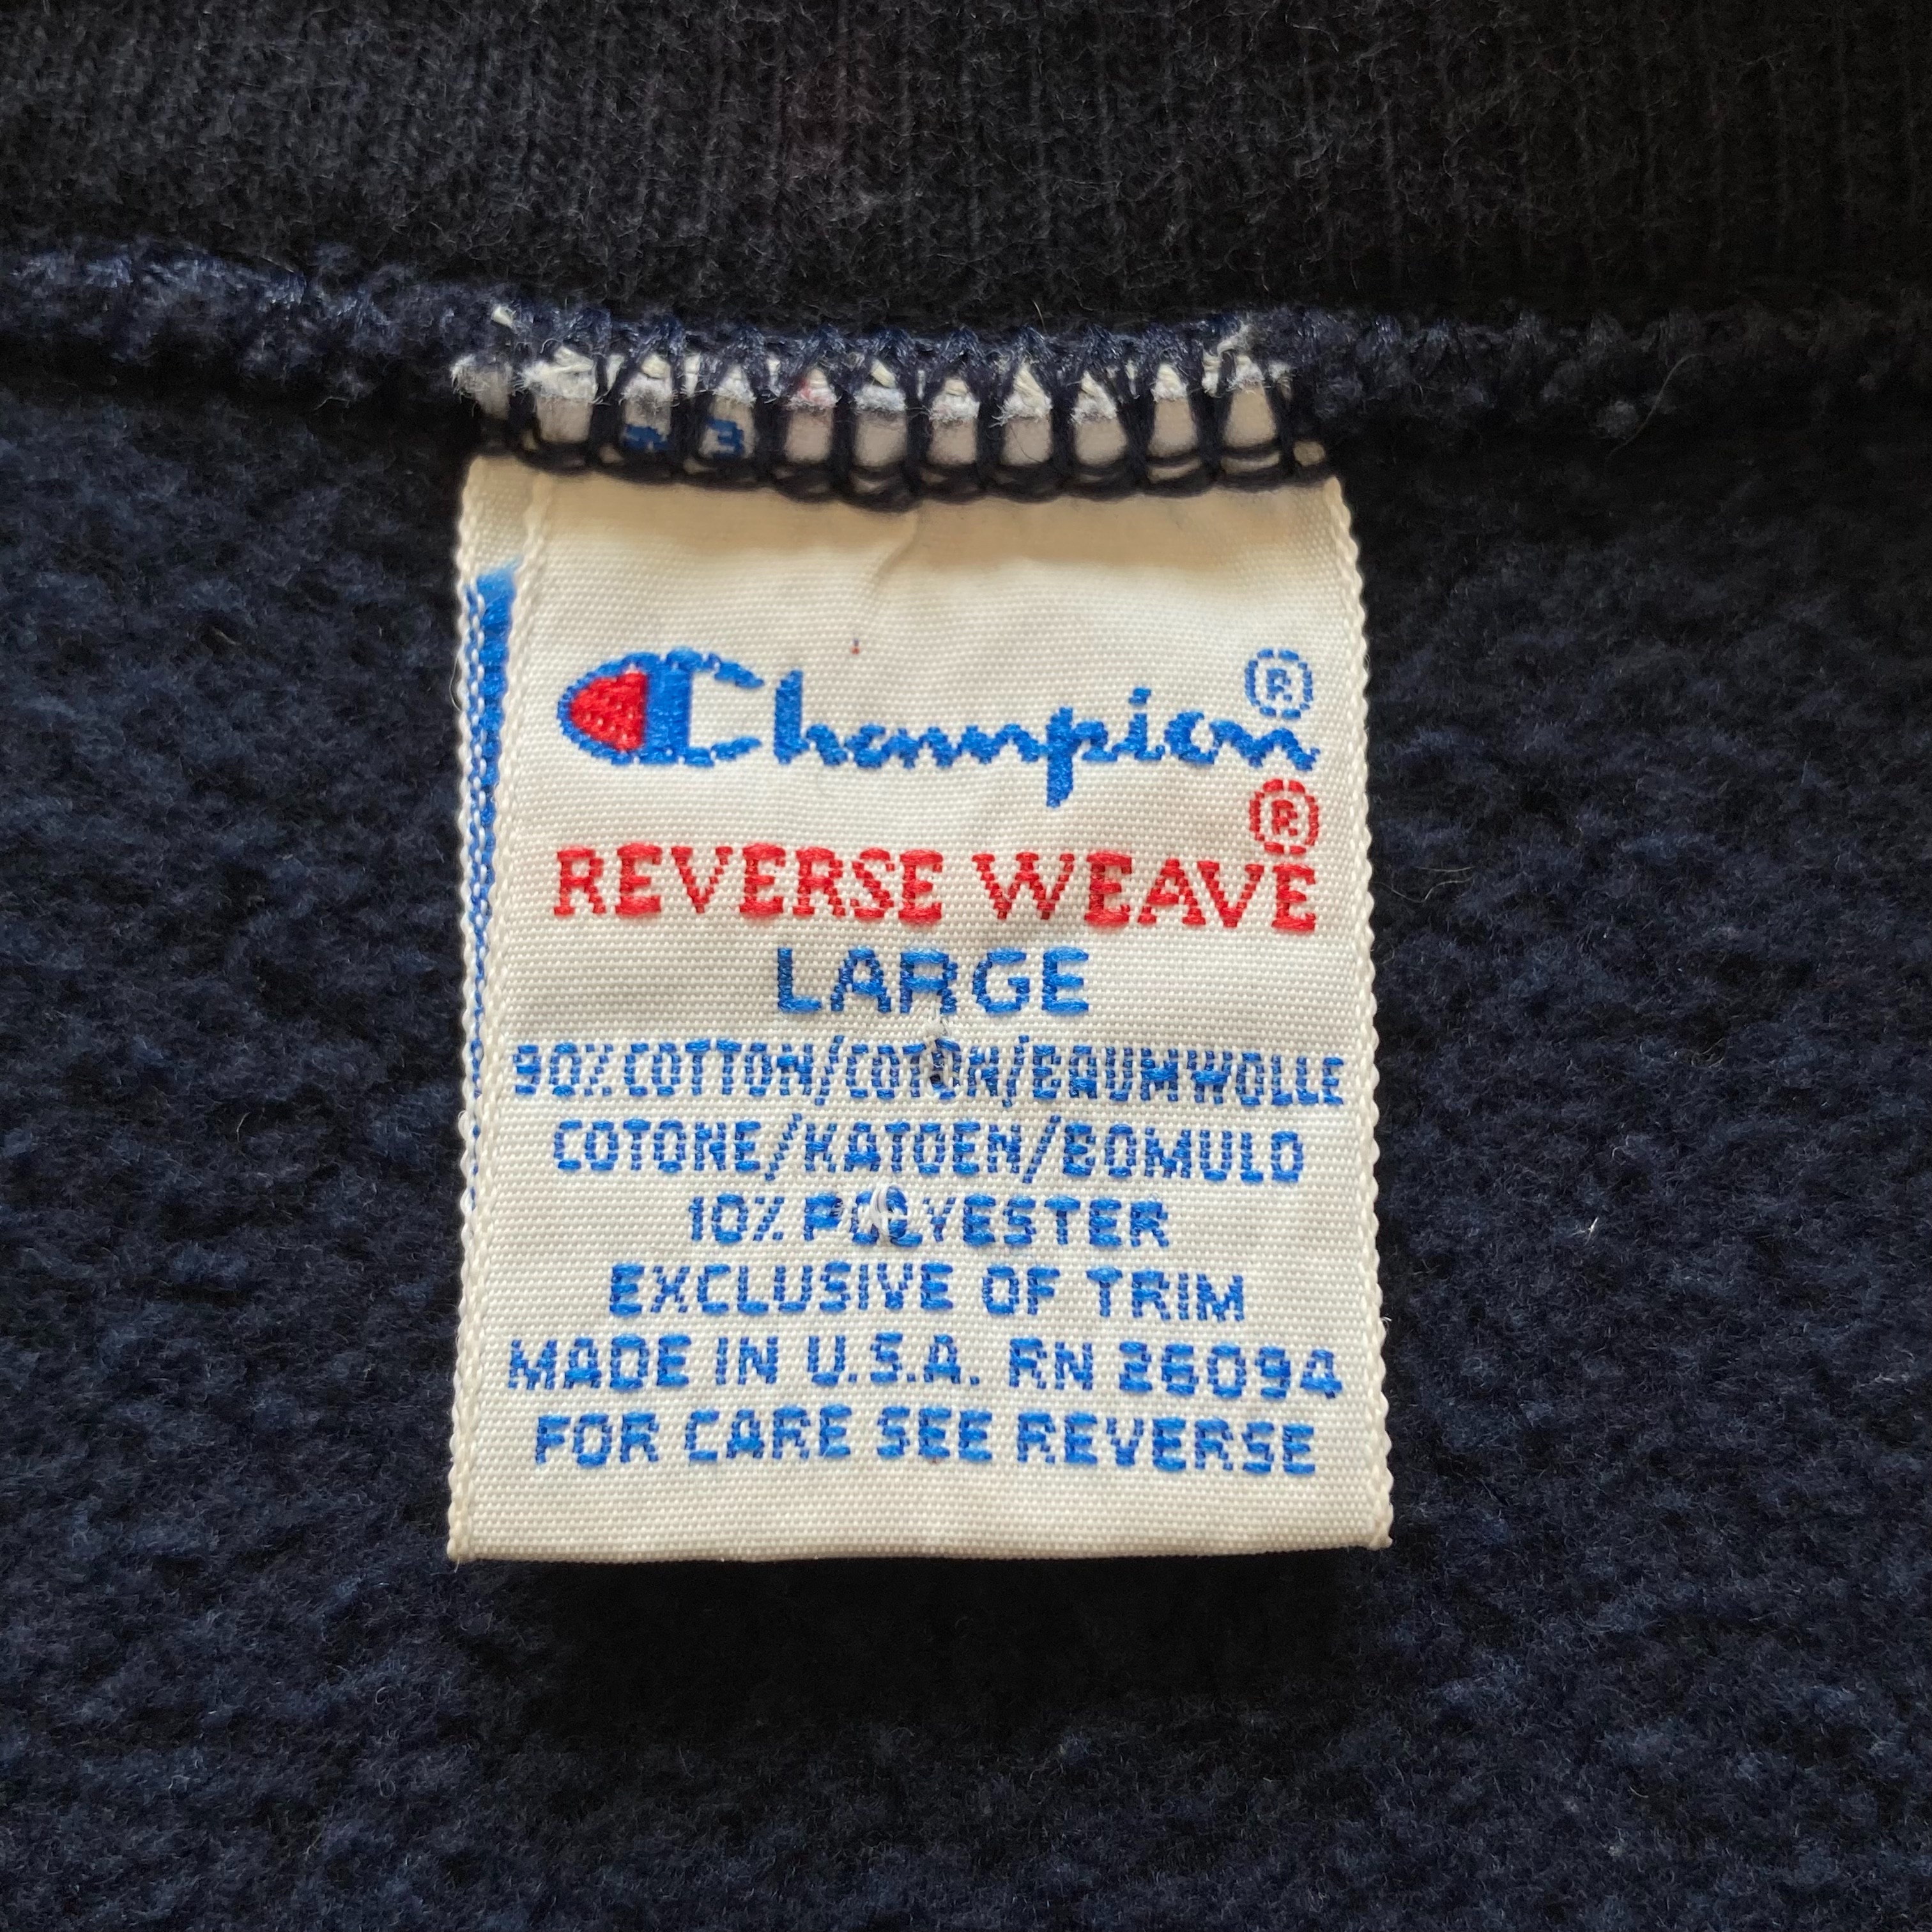 Champion®
REVERSE WEAVE®
LARGE
90% COTTON/COTON/BAUMWOLLE
COTONE/KATOEN/BOMULD
10% POLYESTER
EXCLUSIVE OF TRIM
MADE IN U.S.A. RN 26094
FOR CARE SEE REVERSE